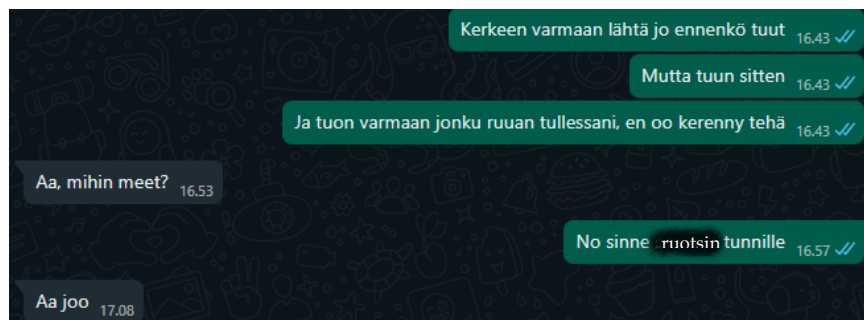 Kerkeen varmaan lähtä jo ennenkö tuut 16.43
Mutta tuun sitten 16.43
Ja tuon varmaan jonku ruuan tullessani, en oo kerenny tehä 16.43
Aa, mihin meet? 16.53
No sinne ruotsin tunnille 16.57
Aa joo 17.08